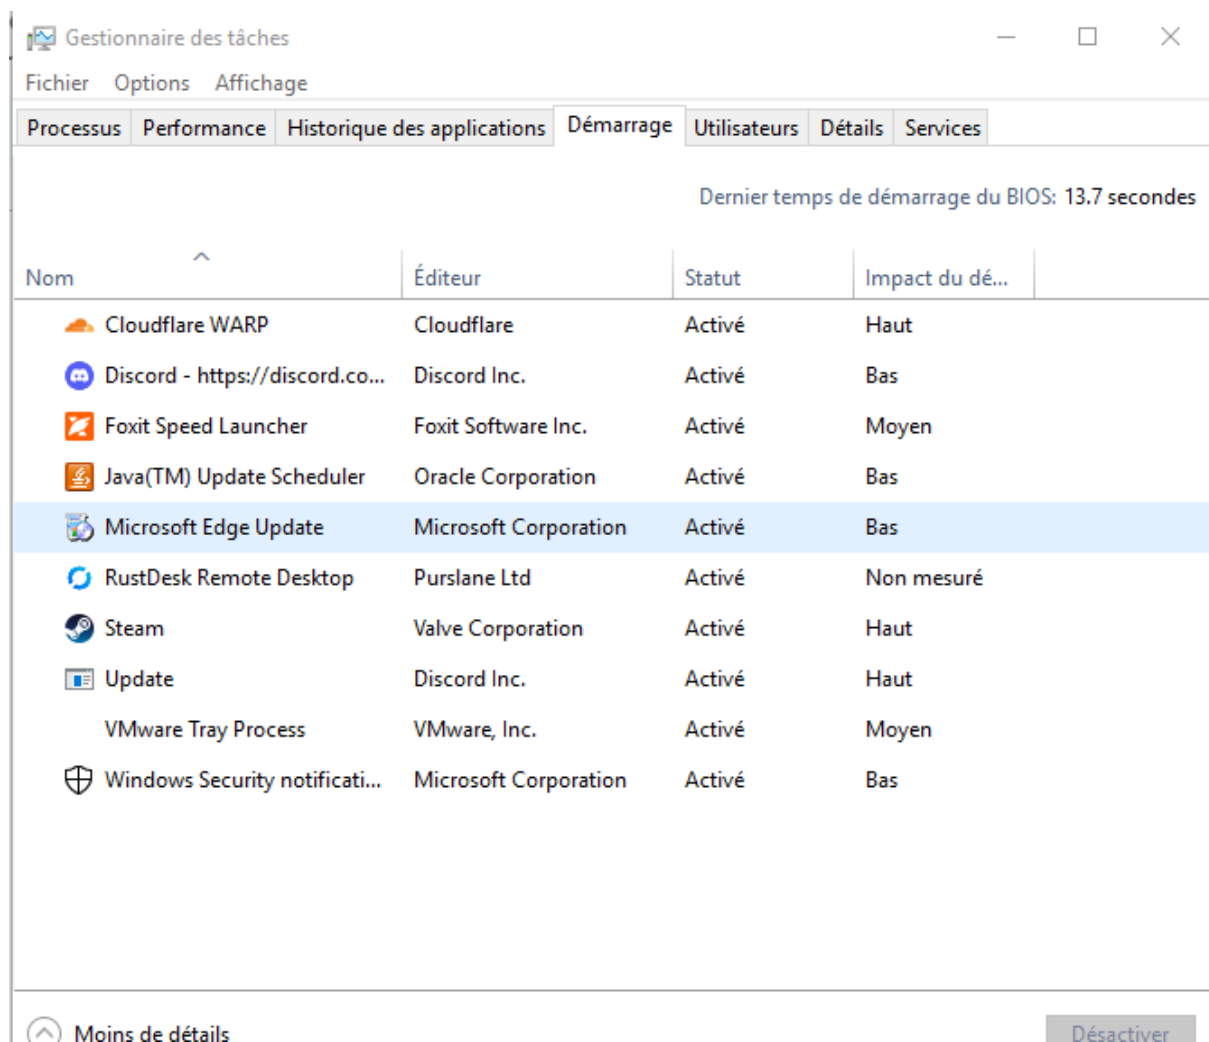 Gestionnaire des tâches
Fichier Options Affichage
Processus Performance Historique des applications Démarrage Utilisateurs Détails Services
Dernier temps de démarrage du BIOS: 13.7 secondes
Nom Éditeur Statut Impact du dé...
Cloudflare WARP Cloudflare Activé Haut
Discord - https://discord.co... Discord Inc. Activé Bas
Foxit Speed Launcher Foxit Software Inc. Activé Moyen
Java(TM) Update Scheduler Oracle Corporation Activé Bas
Microsoft Edge Update Microsoft Corporation Activé Bas
RustDesk Remote Desktop Purslane Ltd Activé Non mesuré
Steam Valve Corporation Activé Haut
Update Discord Inc. Activé Haut
VMware Tray Process VMware, Inc. Activé Moyen
Windows Security notificati... Microsoft Corporation Activé Bas
Moins de détails Désactiver